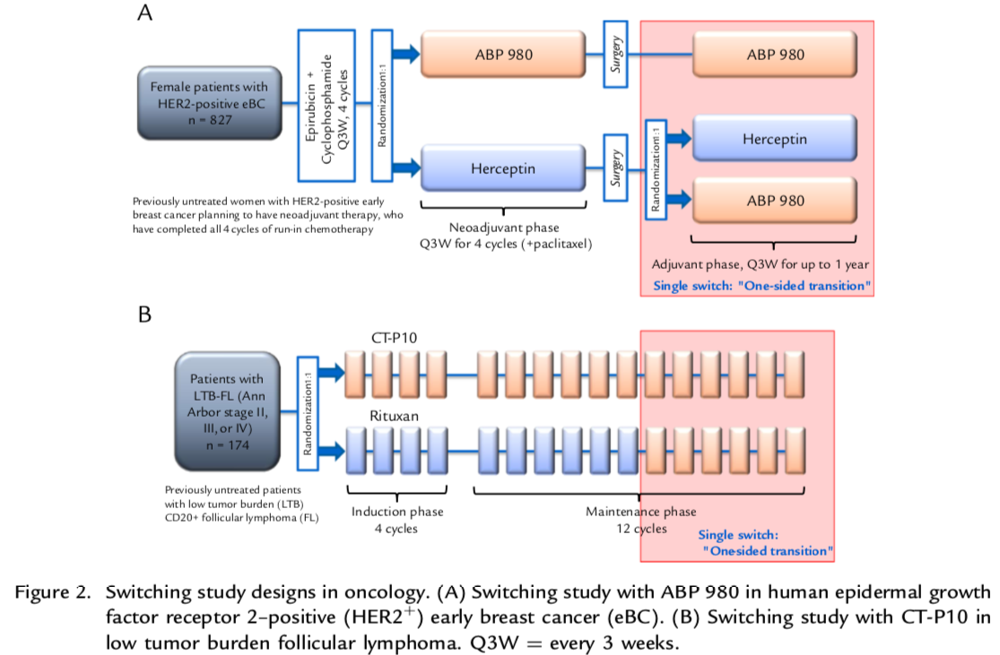 A
Female patients with
HER2-positive eBC
n = 827
Epirubicin +
Cyclophosphamide
Q3W, 4 cycles
Randomization1:1
ABP 980
Surgery
ABP 980
Herceptin
Surgery
Randomization1:1
Herceptin
ABP 980
Previously untreated women with HER2-positive early
breast cancer planning to have neoadjuvant therapy, who
have completed all 4 cycles of run-in chemotherapy
Neoadjuvant phase
Q3W for 4 cycles (+paclitaxel)
Adjuvant phase, Q3W for up to 1 year
Single switch: "One-sided transition"
B
Patients with
LTB-FL (Ann
Arbor stage II,
III, or IV)
n = 174
Randomization1:1
CT-P10
Rituxan
Previously untreated patients
with low tumor burden (LTB)
CD20+ follicular lymphoma (FL)
Induction phase
4 cycles
Maintenance phase
12 cycles
Single switch:
"One-sided transition"
Figure 2. Switching study designs in oncology. (A) Switching study with ABP 980 in human epidermal growth
factor receptor 2–positive (HER2⁺) early breast cancer (eBC). (B) Switching study with CT-P10 in
low tumor burden follicular lymphoma. Q3W = every 3 weeks.